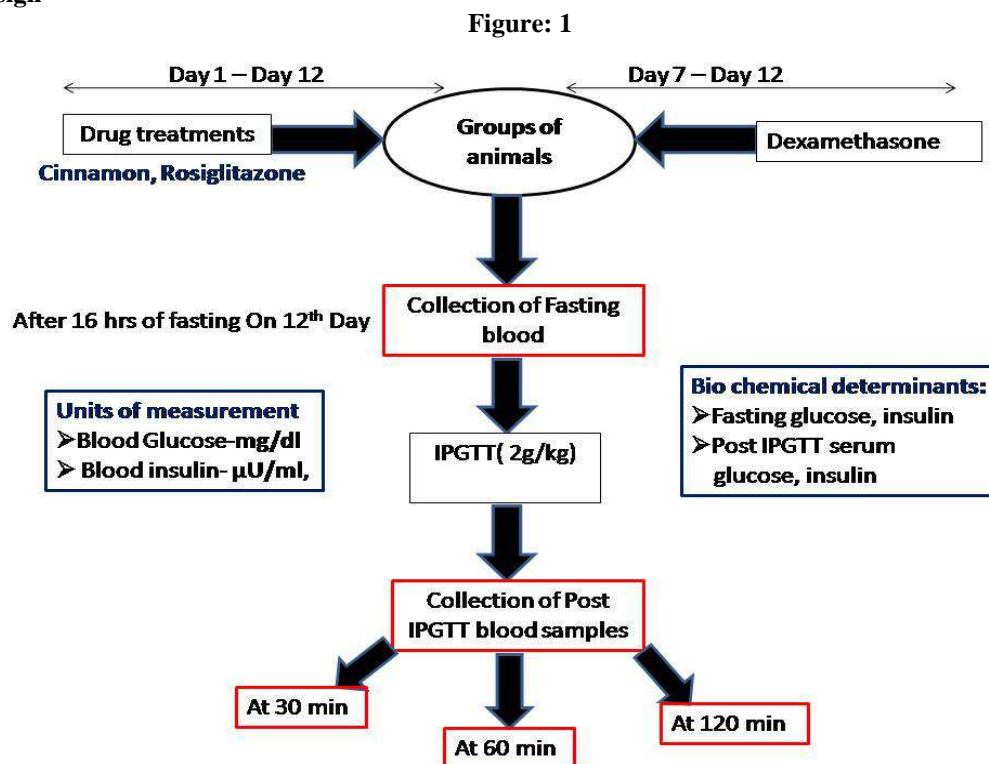 Figure: 1
Day 1 – Day 12
Day 7 – Day 12
Drug treatments
Cinnamon, Rosiglitazone
Groups of
animals
Dexamethasone
After 16 hrs of fasting On 12th Day
Collection of Fasting
blood
Units of measurement
➢Blood Glucose-mg/dl
➢ Blood insulin- µU/ml,
IPGTT( 2g/kg)
Bio chemical determinants:
➢Fasting glucose, insulin
➢Post IPGTT serum
glucose, insulin
Collection of Post
IPGTT blood samples
At 30 min
At 60 min
At 120 min